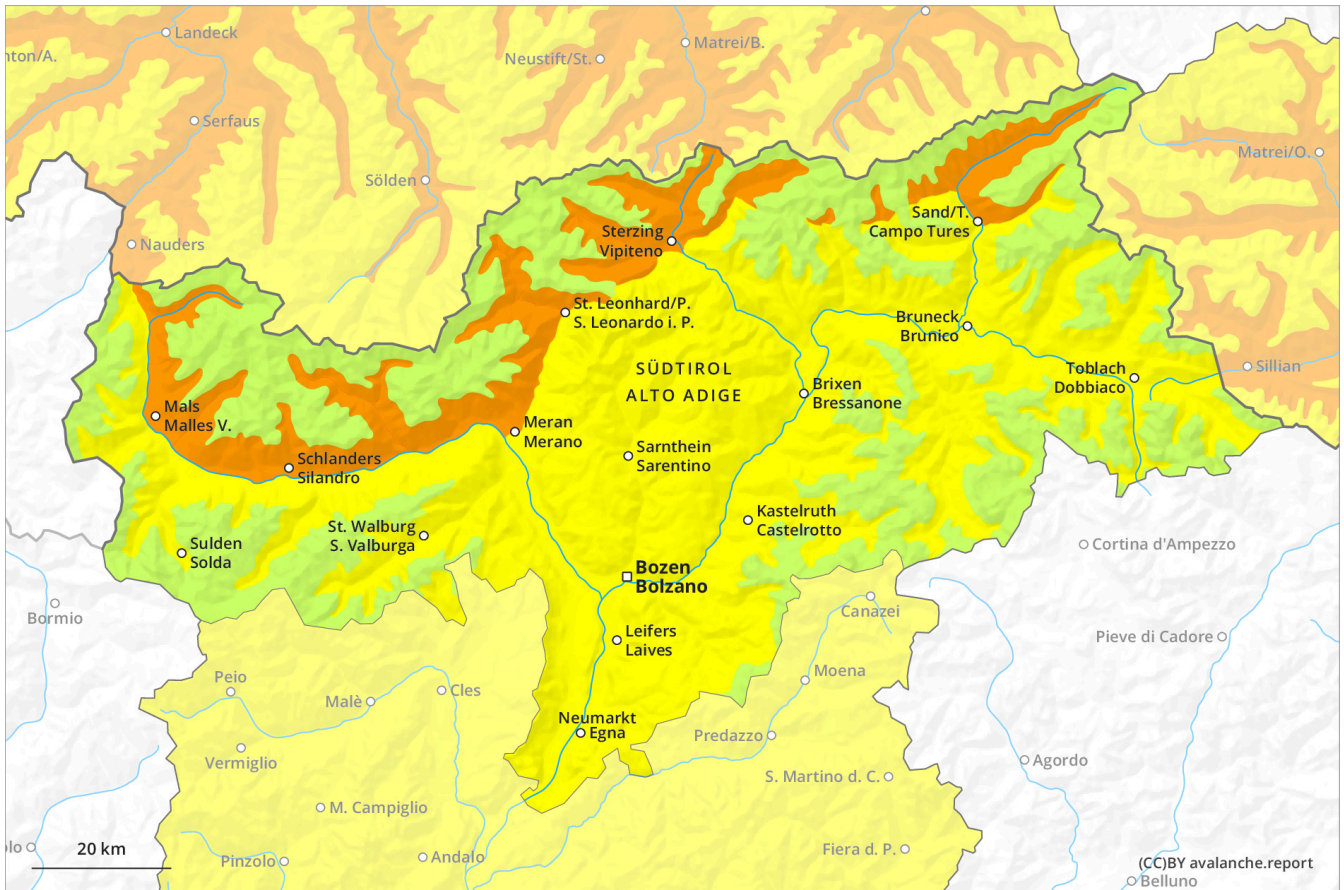 Landeck
Matrei/B.
nton/A.
Neustift/St.
Serfaus
Matrei/O.
Sölden
Sand/T.
Campo Tures
Nauders
Sterzing
Vipiteno
St. Leonhard/P.
S. Leonardo i. P.
Bruneck
Brunico
SÜDTIROL
ALTO ADIGE
Toblach
Dobbiaco
Sillian
Brixen
Bressanone
Mals
Malles V.
Meran
Merano
Sarnthein
Sarentino
Schlanders
Silandro
Kastelruth
Castelrotto
St. Walburg
S. Valburga
Sulden
Solda
Cortina d'Ampezzo
Bozen
Bolzano
Bormio
Canazei
Leifers
Laives
Pieve di Cadore
Peio
Moena
Malè
Cles
Neumarkt
Egna
Predazzo
Vermiglio
Agordo
S. Martino d. C.
M. Campiglio
20 km
lo
Pinzolo
Andalo
Fiera d. P.
(CC)BY avalanche.report
Belluno